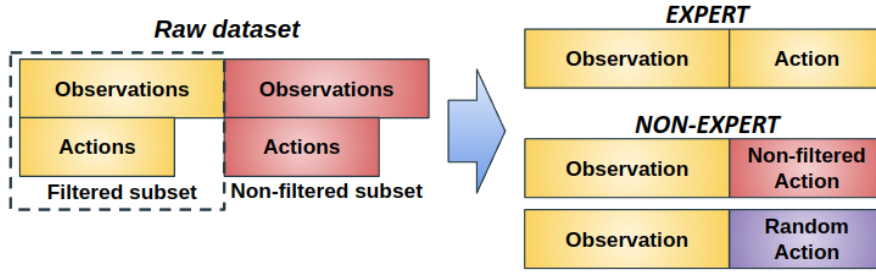 Raw dataset
Observations
Observations
Actions
Actions
Filtered subset
Non-filtered subset
EXPERT
Observation
Action
NON-EXPERT
Observation
Non-filtered
Action
Observation
Random
Action